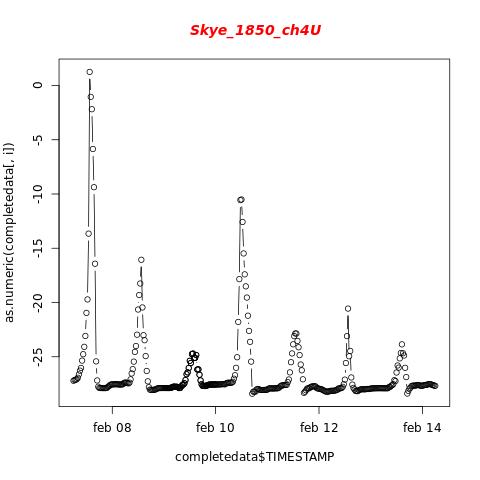 Skye_1850_ch4U
as.numeric(completedata[, i])
0
-5
-10
-15
-20
-25
feb 08
feb 10
feb 12
feb 14
completedata$TIMESTAMP